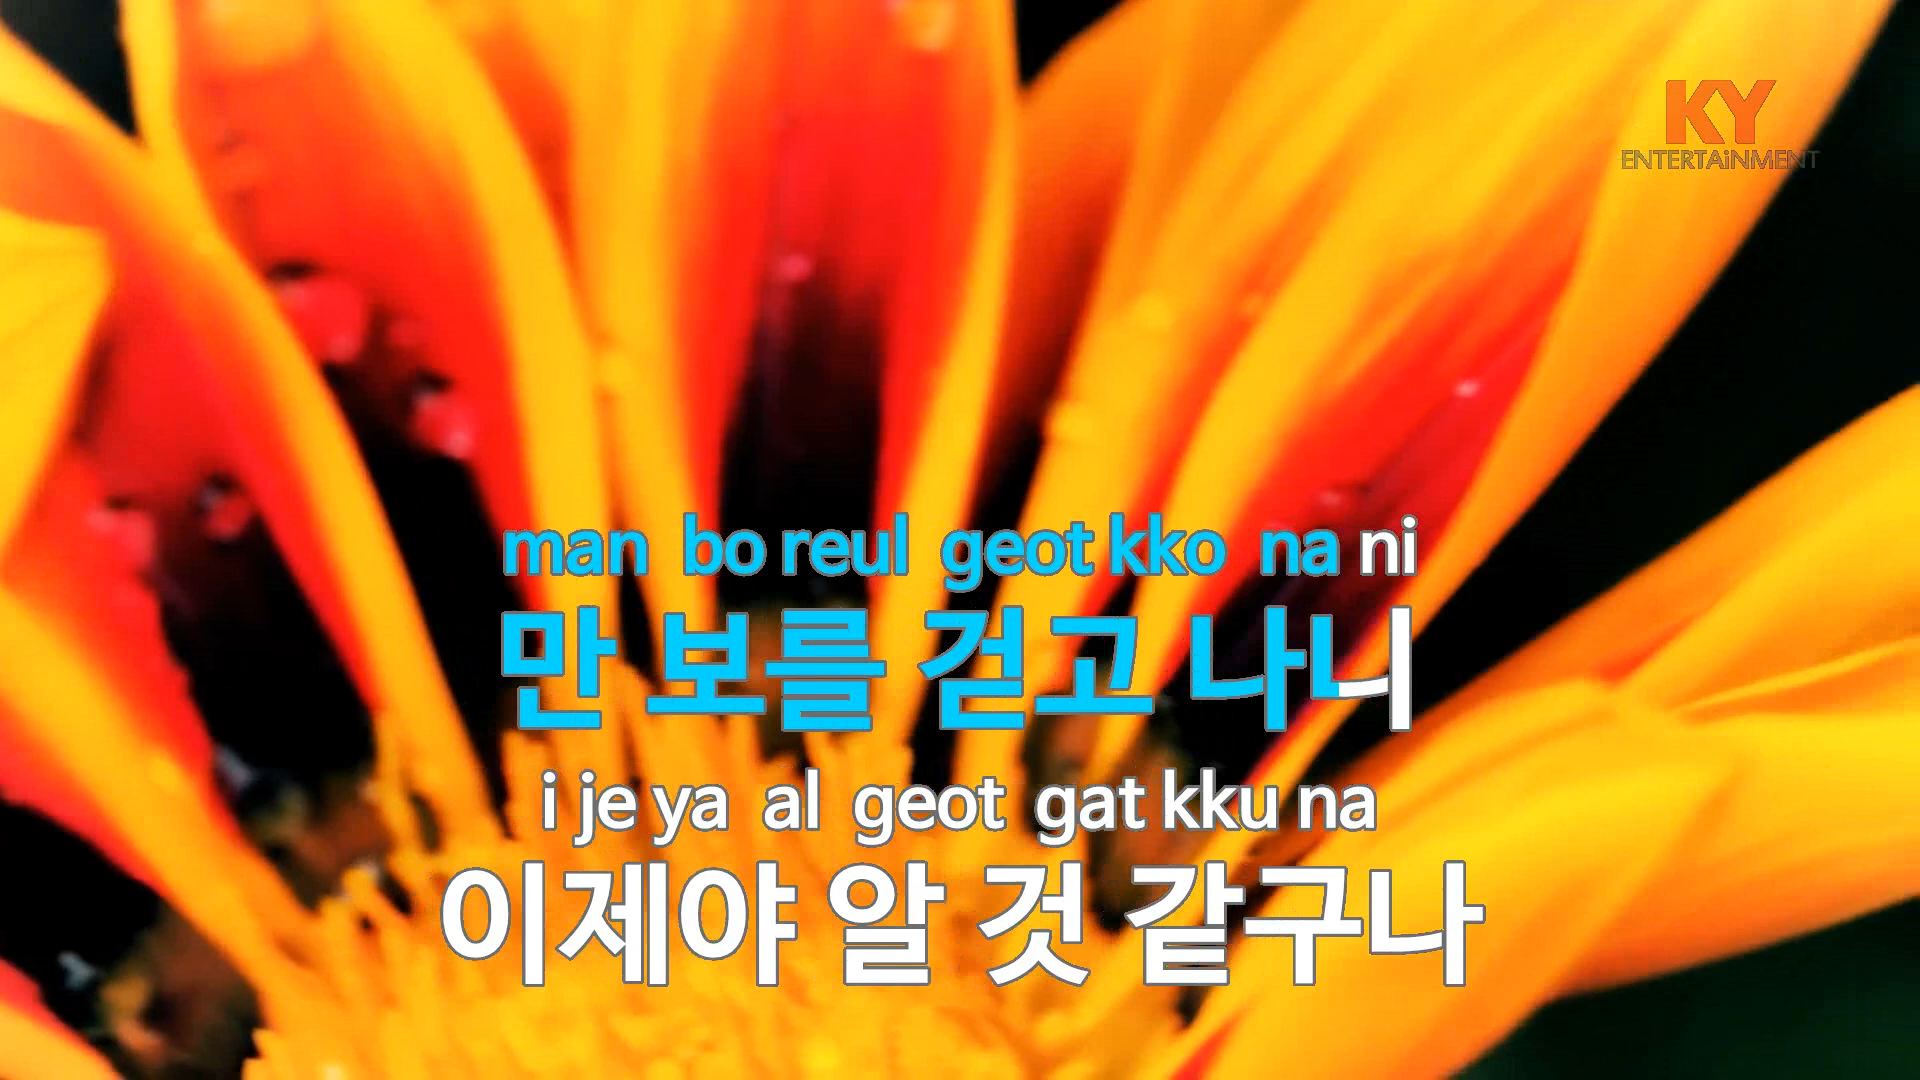 KY
ENTERTAiNMENT
man bo reul geot kko na ni
만 보를 걷고 나니
i je ya al geot gat kku na
이제야 알 것 같구나